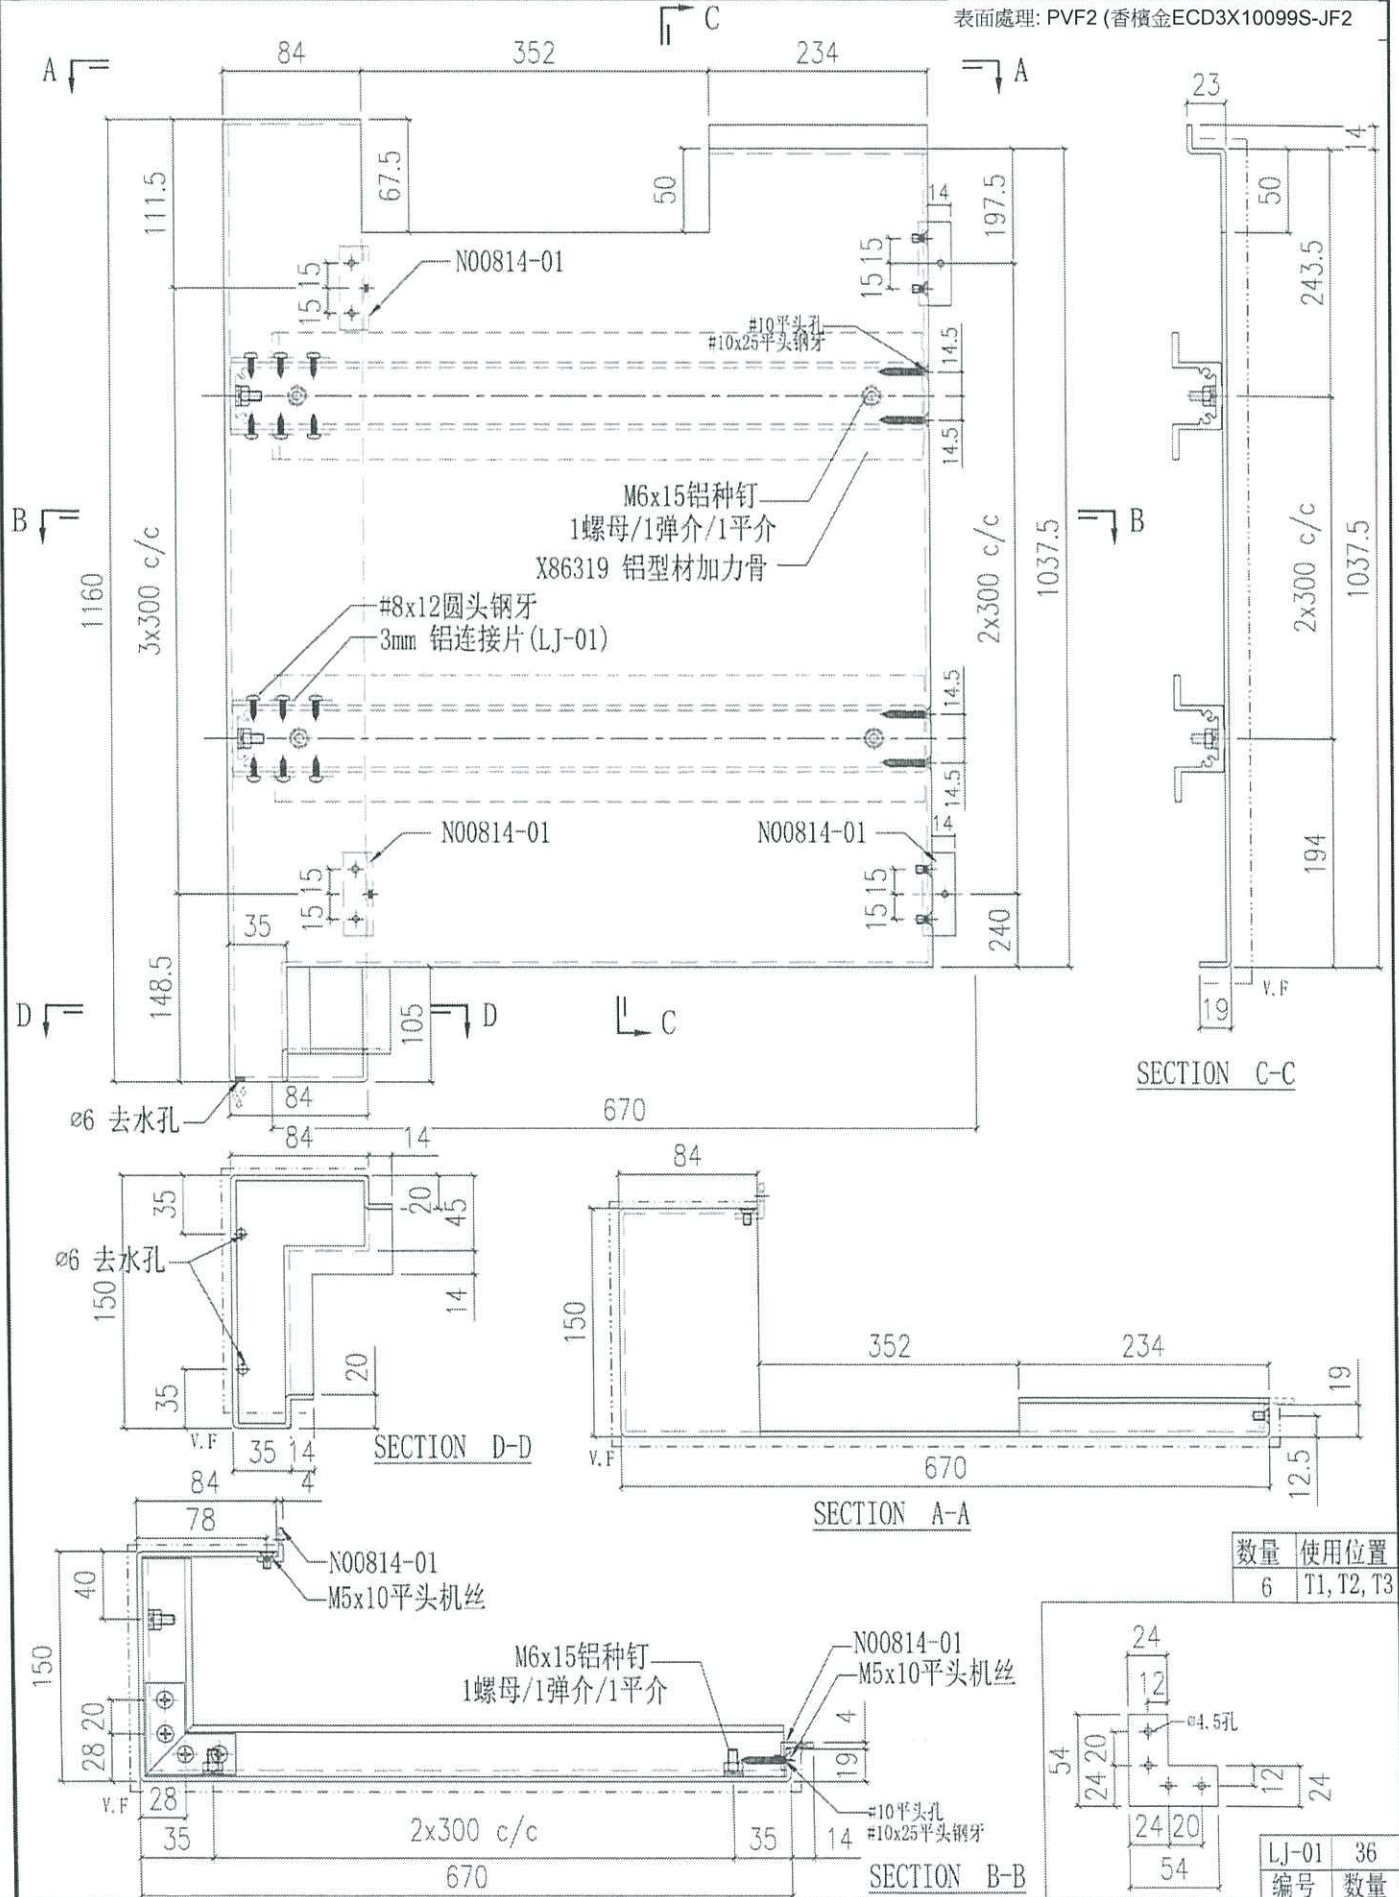 表面處理: PVF2 (香檳金ECD3X10099S-JF2
C
84
352
234
A
A
23
14
67.5
50
111.5
197.5
14
50
243.5
N00814-01
15
15
15
15
#10平头孔
#10x25平头钢牙
14.5
14.5
M6x15铝种钉
1螺母/1弹介/1平介
X86319 铝型材加力骨
B
B
1160
3x300 c/c
2x300 c/c
1037.5
2x300 c/c
1037.5
#8x12圆头钢牙
3mm 铝连接片(LJ-01)
14.5
14.5
N00814-01
N00814-01
14
15
15
15
15
194
35
240
148.5
105
D
D
C
V.F
19
SECTION C-C
84
ø6 去水孔
670
84
14
20
45
35
ø6 去水孔
150
14
20
35
V.F
35
14
SECTION D-D
84
150
352
234
19
V.F
670
12.5
SECTION A-A
84
4
78
N00814-01
M5x10平头机丝
40
150
M6x15铝种钉
1螺母/1弹介/1平介
N00814-01
M5x10平头机丝
20
28
4
19
V.F
28
35
2x300 c/c
35
14
#10平头孔
#10x25平头钢牙
670
SECTION B-B
数量 使用位置
6 T1,T2,T3
24
12
ø4.5孔
54
20
24
12
24
24
20
54
LJ-01 36
编号 数量